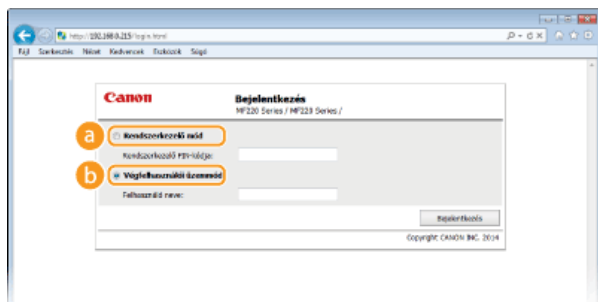 http://192.168.0.215/login.html
Fájl Szerkesztés Nézet Kedvencek Eszközök Súgó
Canon
Bejelentkezés
MF220 Series / MF220 Series /
a
Rendszerkezelő mód
Rendszerkezelő PIN-kódja:
b
Végfelhasználói üzemmód
Felhasználó neve:
Bejelentkezés
Copyright CANON INC. 2014